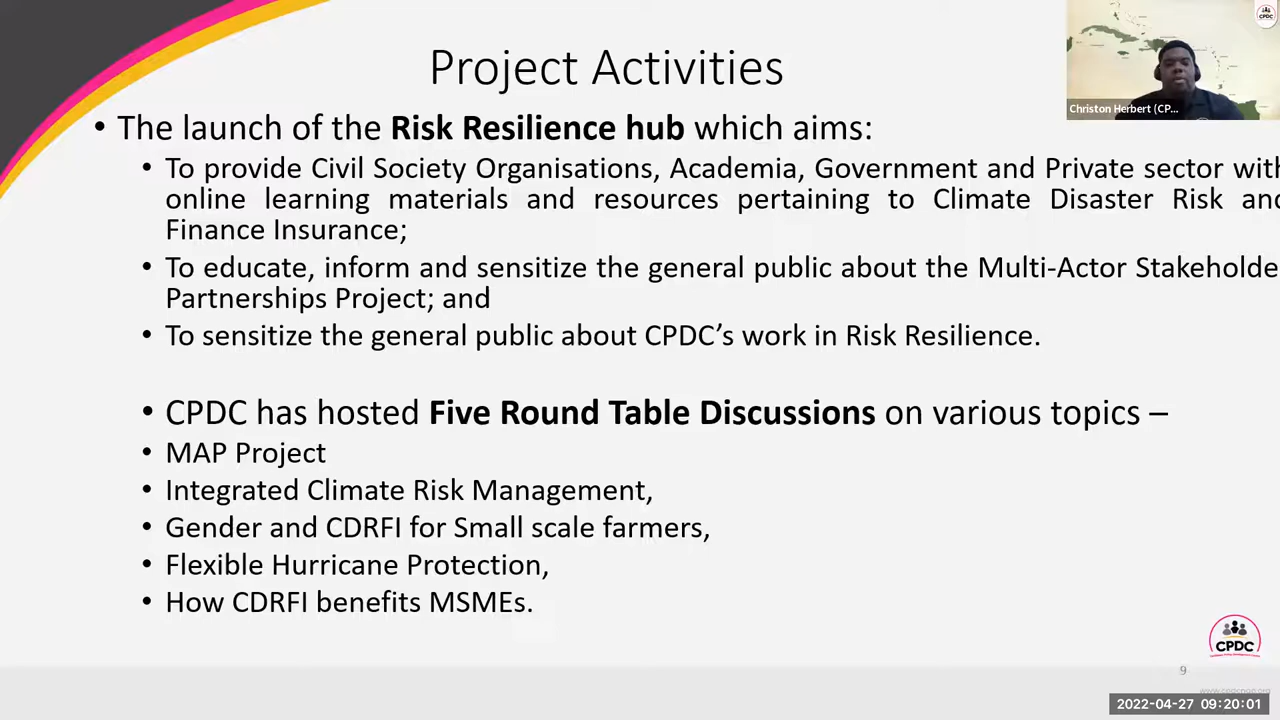 Project Activities
CPDC
Christon Herbert (CP...
• The launch of the Risk Resilience hub which aims:
• To provide Civil Society Organisations, Academia, Government and Private sector with
online learning materials and resources pertaining to Climate Disaster Risk and
Finance Insurance;
• To educate, inform and sensitize the general public about the Multi-Actor Stakeholde
Partnerships Project; and
• To sensitize the general public about CPDC’s work in Risk Resilience.
• CPDC has hosted Five Round Table Discussions on various topics –
• MAP Project
• Integrated Climate Risk Management,
• Gender and CDRFI for Small scale farmers,
• Flexible Hurricane Protection,
• How CDRFI benefits MSMEs.
CPDC
9
www.cpdcngo.org
2022-04-27 09:20:01